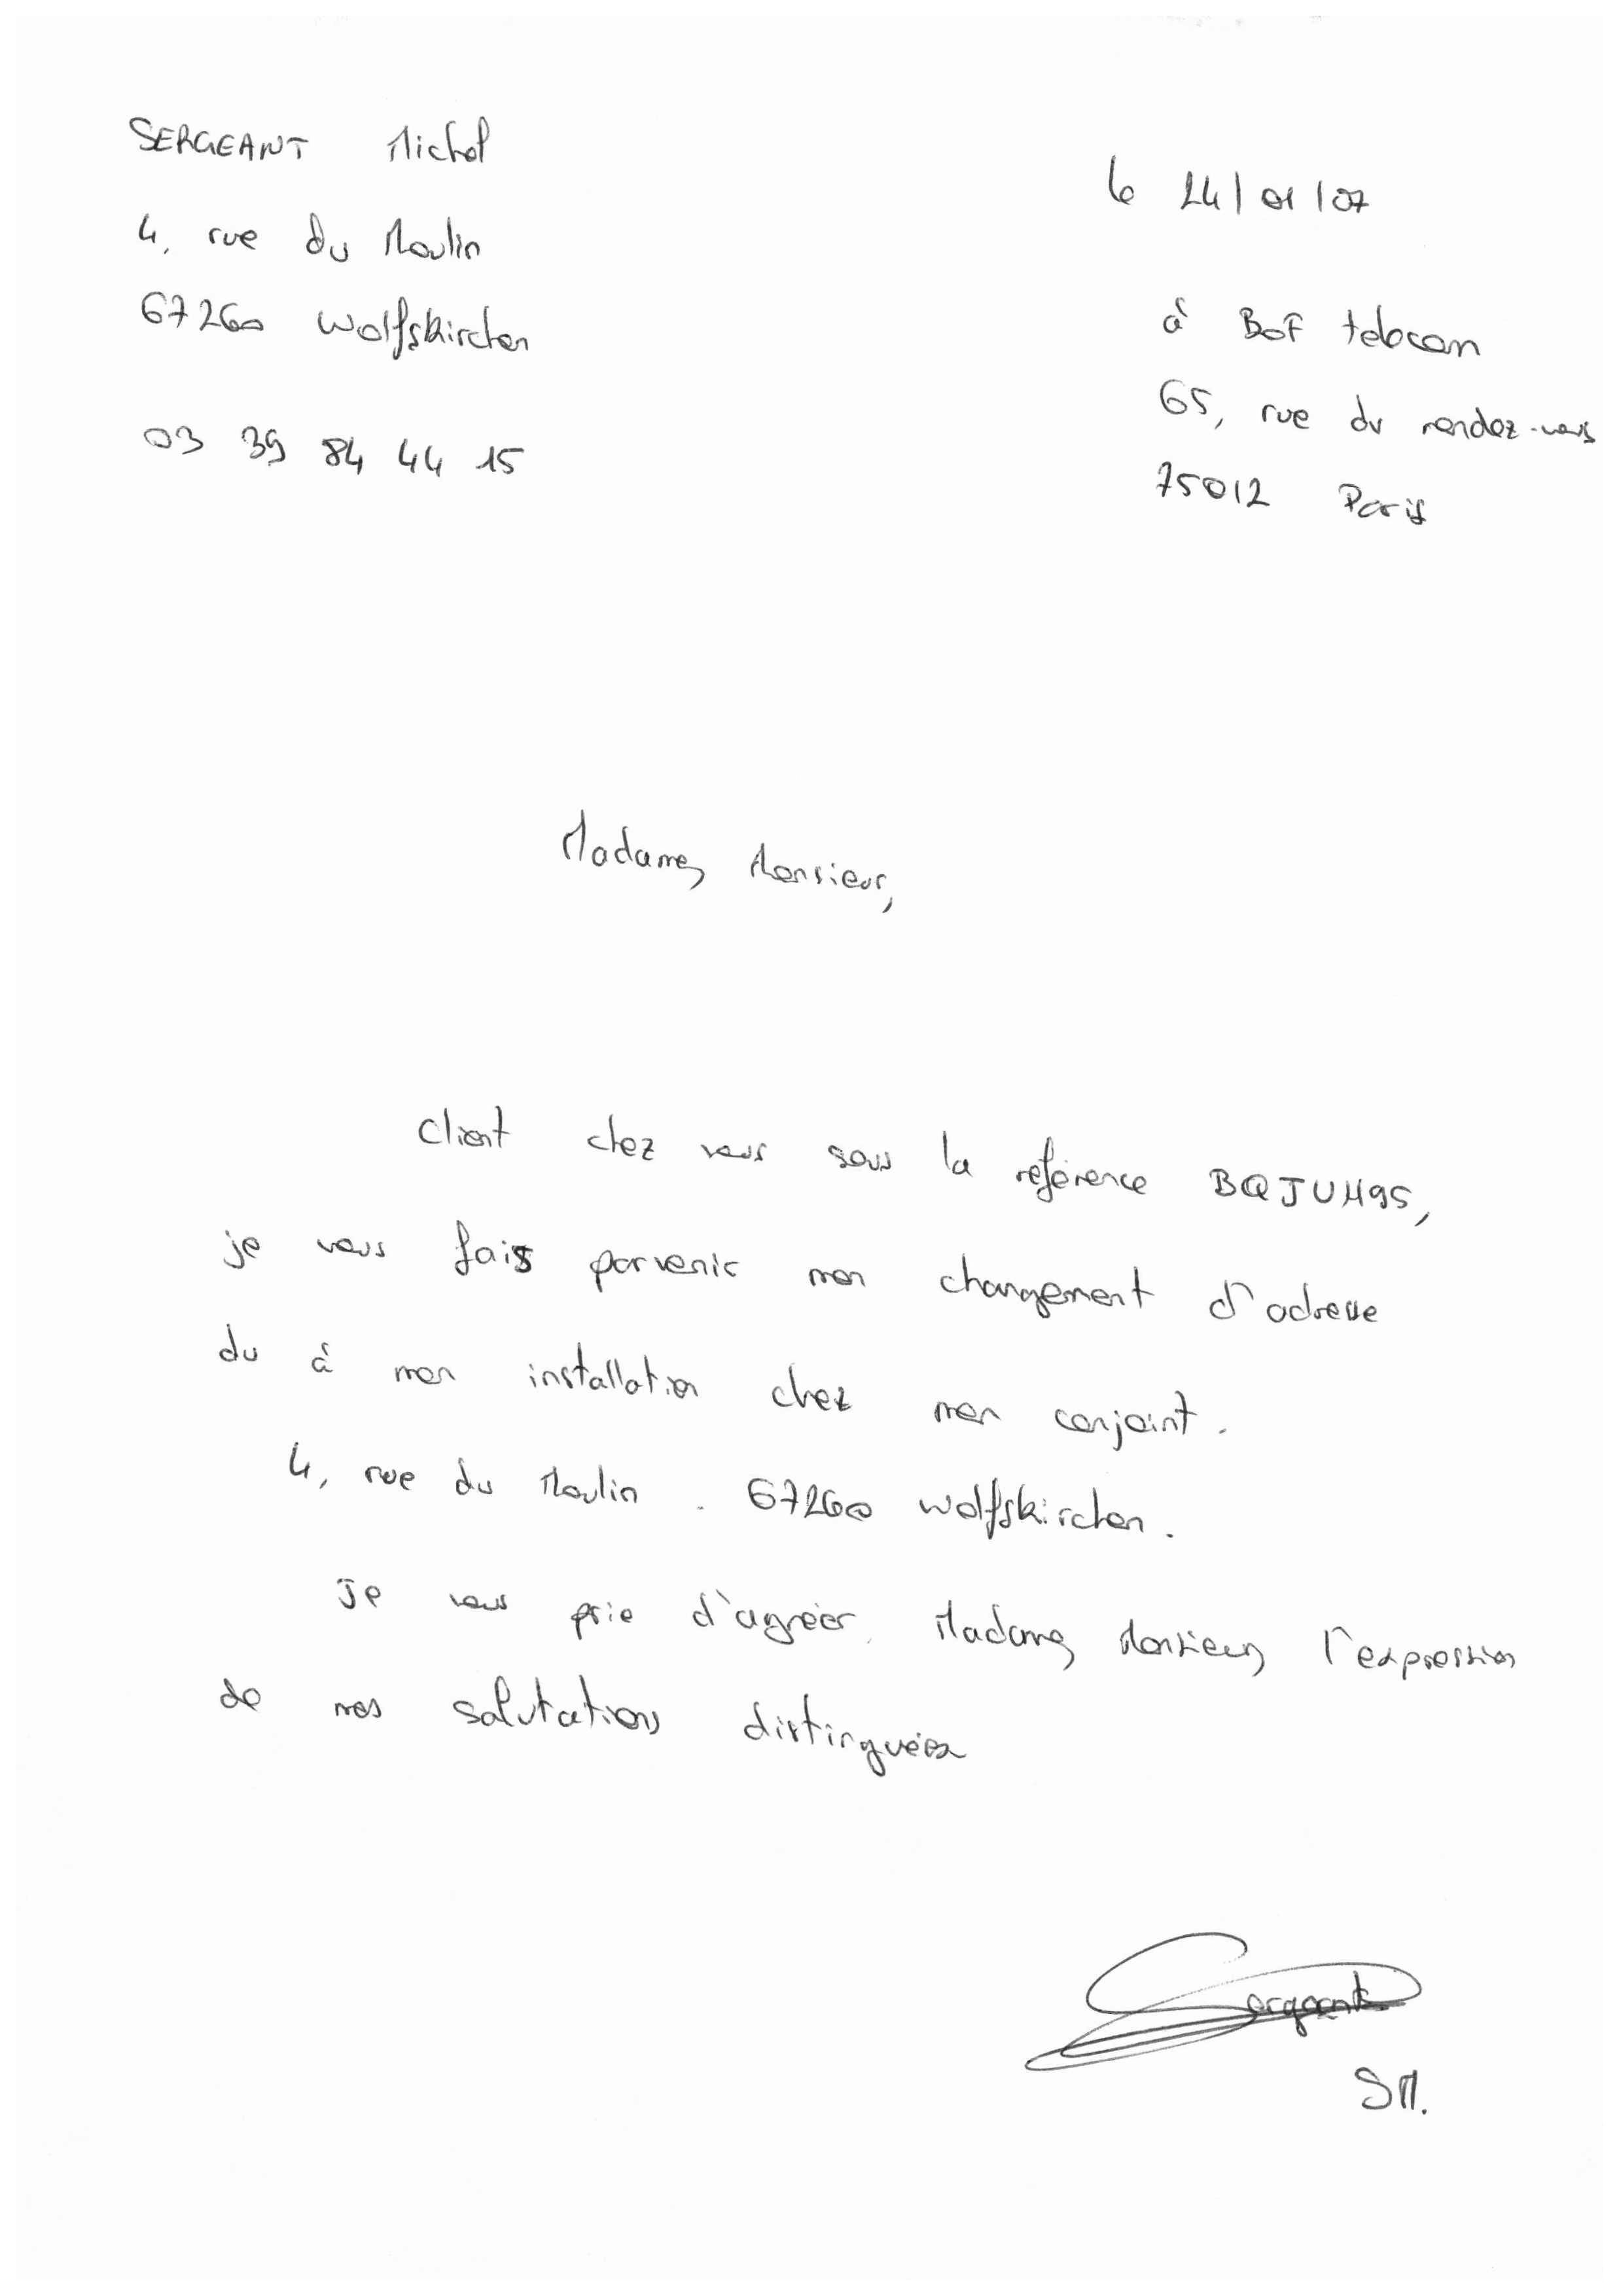 SERGEANT Michel
4, rue du Moulin
67260 Wolfskirchen
03 39 84 44 15
le 24/01/07
à BoF telecom
65, rue du rendez-vous
75012 Paris
Madame, Monsieur,
Client chez vous sous la référence BQJUM95,
je vous fais parvenir mon changement d'adresse
du à mon installation chez mon conjoint.
4, rue du Moulin - 67260 Wolfskirchen.
Je vous prie d'agréer, Madame, Monsieur, l'expression
de mes salutations distinguées
Sergeant
SM.